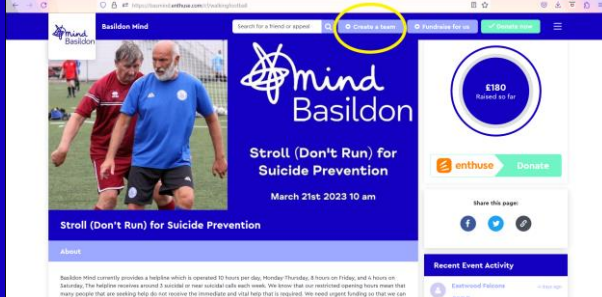 https://basmind.enthuse.com/cf/walkingfootball
mind
Basildon
Basildon Mind
Search for a friend or appeal
Create a team
Fundraise for us
Donate now
mind
Basildon
Stroll (Don't Run) for
Suicide Prevention
March 21st 2023 10 am
£180
Raised so far
enthuse
Donate
Share this page:
Stroll (Don't Run) for Suicide Prevention
About
Basildon Mind currently provides a helpline which is operated 10 hours per day, Monday-Thursday, 8 hours on Friday, and 4 hours on
Saturday, The helpline receives around 3 suicidal or near suicidal calls each week. We know that our restricted opening hours mean that
many people that are seeking help do not receive the immediate and vital help that is required. We need urgent funding so that we can
Recent Event Activity
Eastwood Falcons
4 days ago